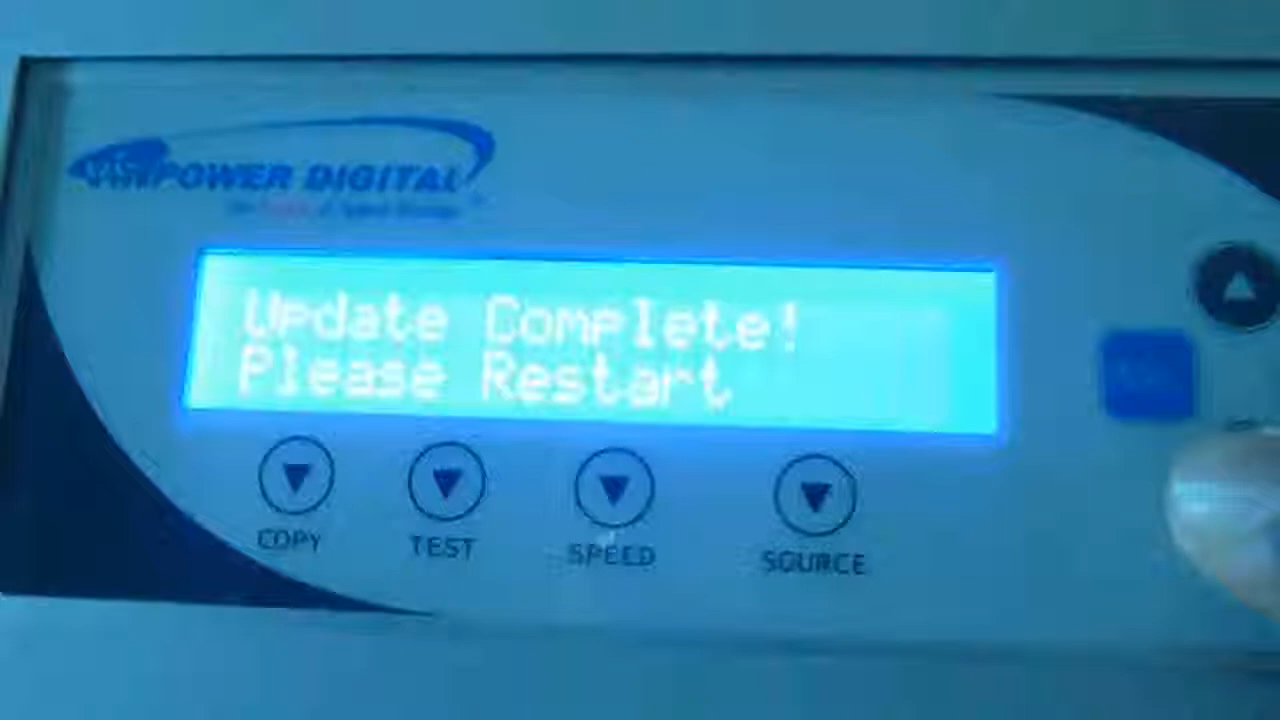 POWER DIGITAL
Update Complete!
Please Restart
COPY
TEST
SPEED
SOURCE